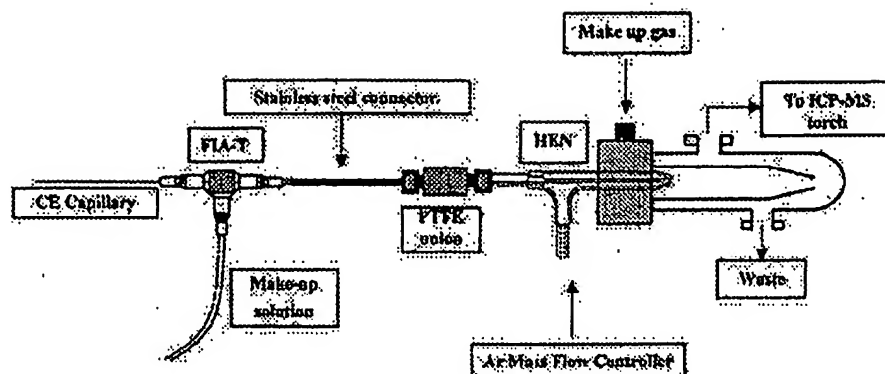 Make up gas
Stainless steel connector
To ICP-MS
torch
FIA-T
HEN
CE Capillary
PTFE
union
Make-up
solution
Waste
Ar Mass Flow Controller